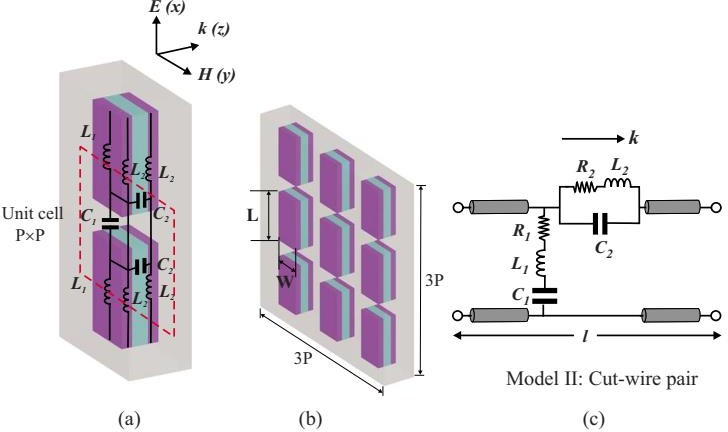 E (x)
k (z)
H (y)
L₁
L₂
L₂
C₂
Unit cell
P×P
C₁
C₂
L₁
L₂
L₂
(a)
L
W
3P
3P
(b)
k
R₂
L₂
C₂
R₁
L₁
C₁
l
Model II: Cut-wire pair
(c)